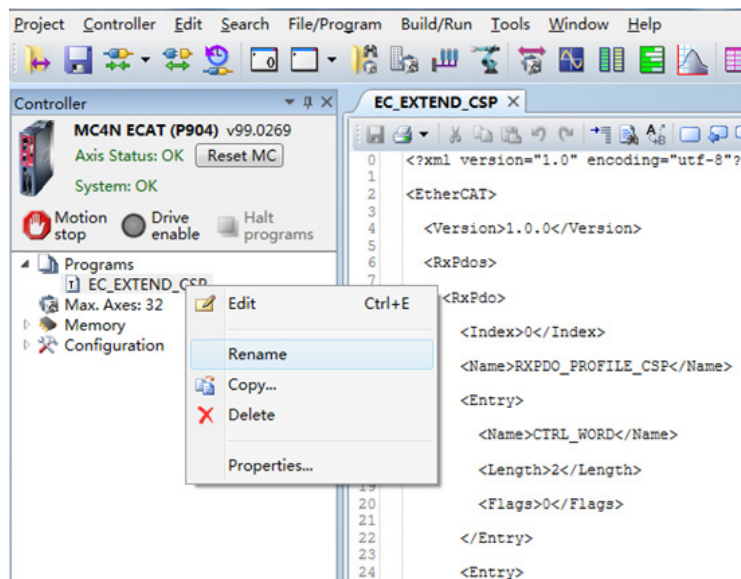 Project Controller Edit Search File/Program Build/Run Tools Window Help
Controller
MC4N ECAT (P904) v99.0269
Axis Status: OK Reset MC
System: OK
Motion stop
Drive enable
Halt programs
Programs
EC_EXTEND_CSP
Max. Axes: 32
Memory
Configuration
Edit Ctrl+E
Rename
Copy...
Delete
Properties...
EC_EXTEND_CSP
0 <?xml version="1.0" encoding="utf-8"?
1
2 <EtherCAT>
3
4 <Version>1.0.0</Version>
5
6 <RxPdos>
7
<RxPdo>
<Index>0</Index>
<Name>RXPDO_PROFILE_CSP</Name>
<Entry>
<Name>CTRL_WORD</Name>
<Length>2</Length>
19
20 <Flags>0</Flags>
21
22 </Entry>
23
24 <Entry>